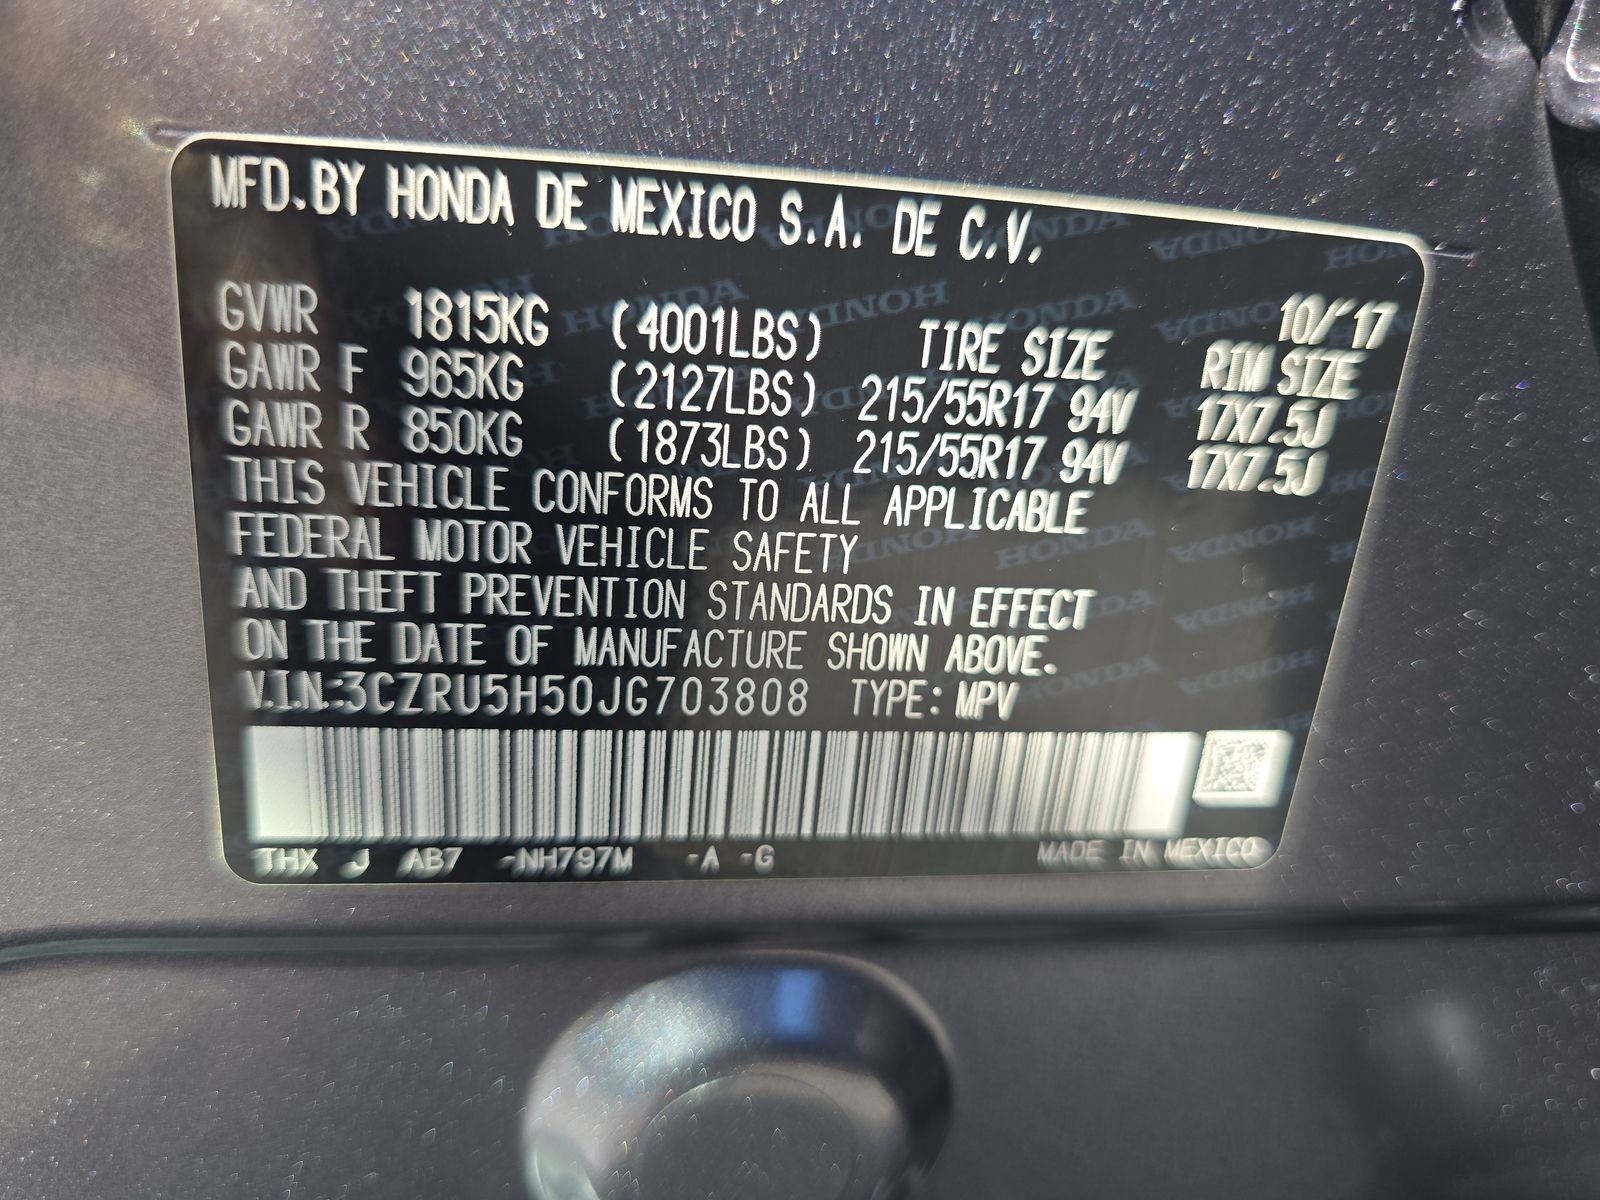 MFD.BY HONDA DE MEXICO S.A. DE C.V.
10/'17
GVWR 1815KG (4001LBS) TIRE SIZE RIM SIZE
GAWR F 965KG (2127LBS) 215/55R17 94V 17X7.5J
GAWR R 850KG (1873LBS) 215/55R17 94V 17X7.5J
THIS VEHICLE CONFORMS TO ALL APPLICABLE
FEDERAL MOTOR VEHICLE SAFETY
AND THEFT PREVENTION STANDARDS IN EFFECT
ON THE DATE OF MANUFACTURE SHOWN ABOVE.
V.I.N.:3CZRU5H50JG703808 TYPE: MPV
THX J AB7 -NH797M -A -G MADE IN MEXICO